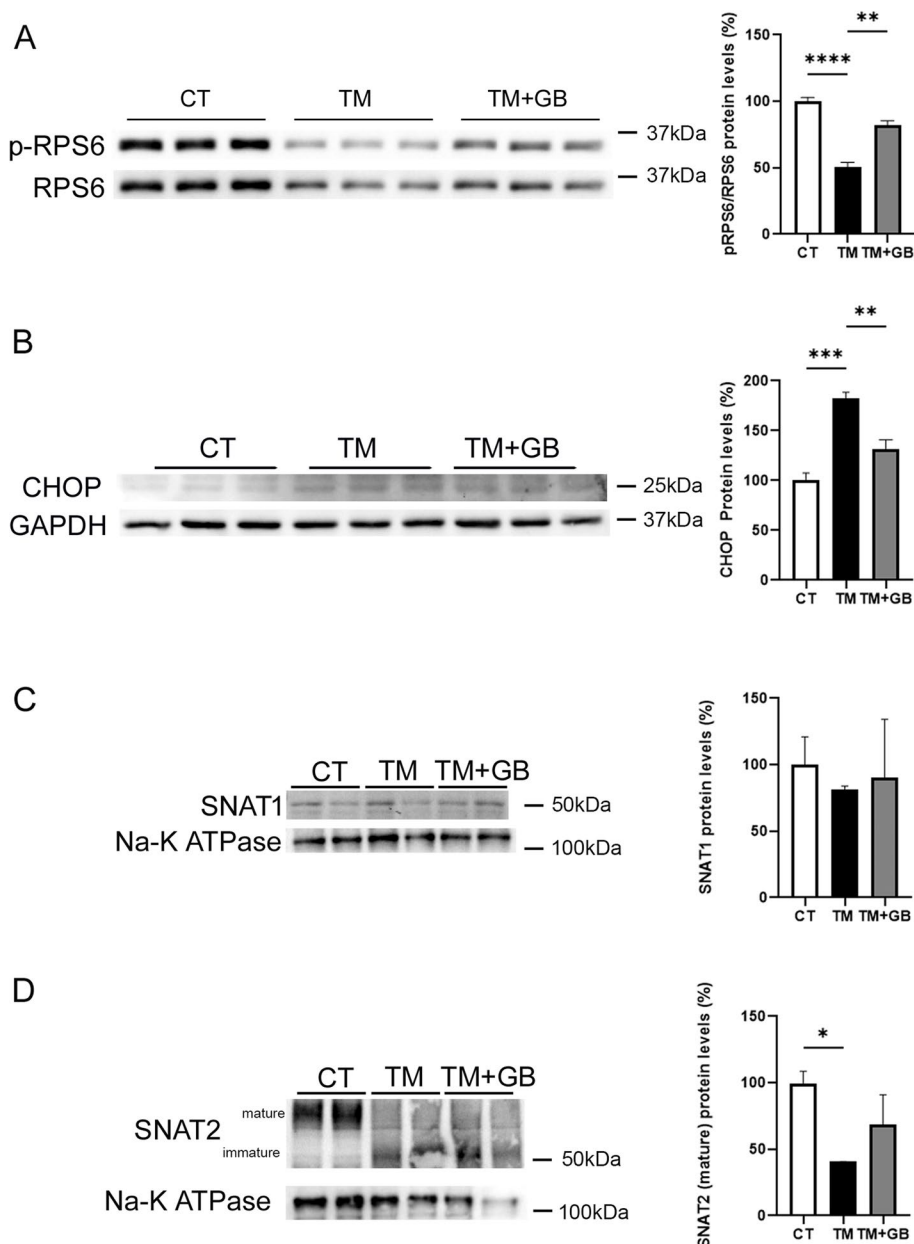 A
CT TM TM+GB
p-RPS6
37kDa
RPS6
37kDa
pRPS6/RPS6 protein levels (%)
150
100
50
0
**** **
CT TM TM+GB
B
CT TM TM+GB
CHOP
25kDa
GAPDH
37kDa
CHOP Protein levels (%)
200
150
100
50
0
*** **
CT TM TM+GB
C
CT TM TM+GB
SNAT1
50kDa
Na-K ATPase
100kDa
SNAT1 protein levels (%)
150
100
50
0
CT TM TM+GB
D
CT TM TM+GB
mature
SNAT2
immature
50kDa
Na-K ATPase
100kDa
SNAT2 (mature) protein levels (%)
150
100
50
0
*
CT TM TM+GB